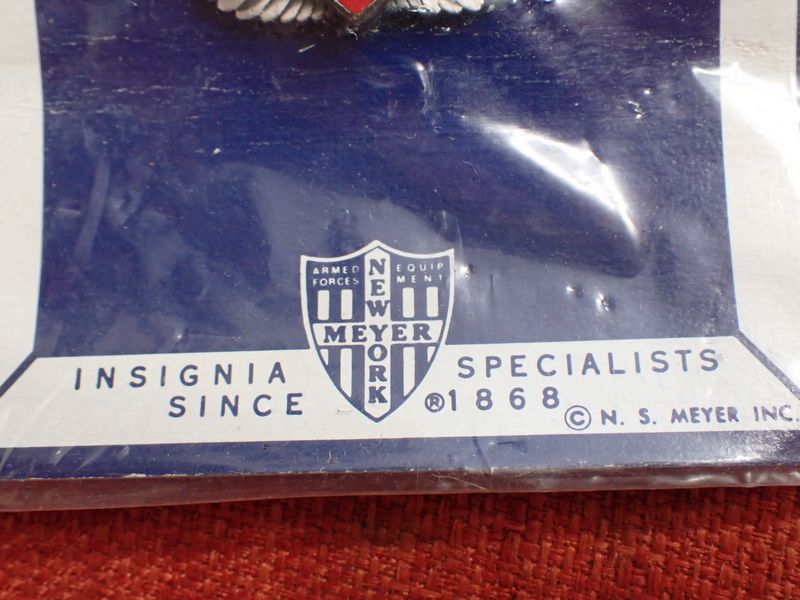 ARMED EQUIP
FORCES MENT
NEW YORK
MEYER
INSIGNIA SPECIALISTS
SINCE ®1868
© N. S. MEYER INC.